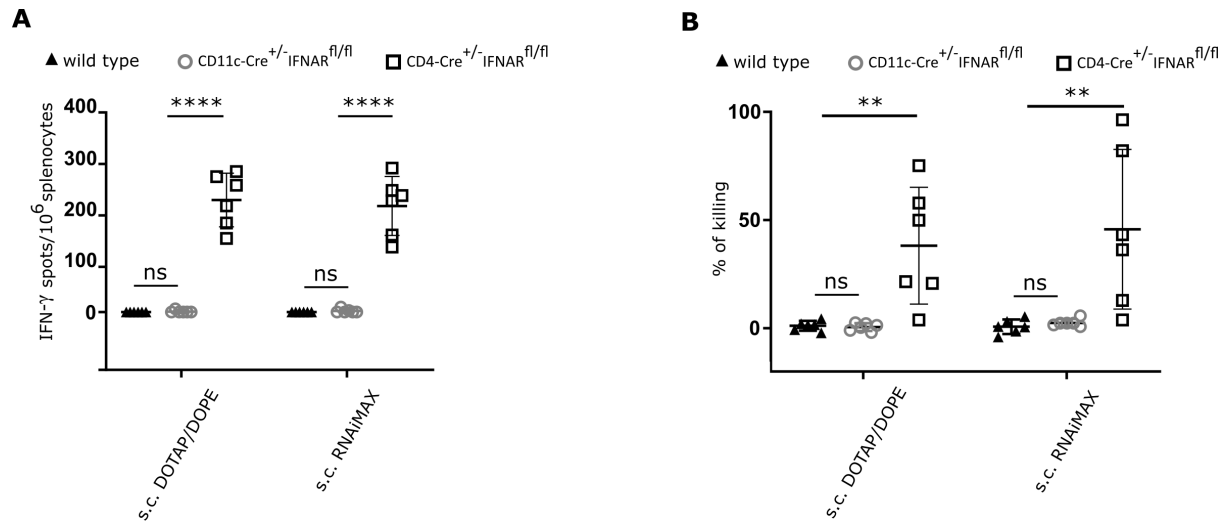 A
▲ wild type ○ CD11c-Cre+/-IFNARfl/fl □ CD4-Cre+/-IFNARfl/fl
IFN-γ spots/10^6 splenocytes
400
300
200
100
0
**** ****
ns ns
s.c. DOTAP/DOPE
s.c. RNAiMAX
B
▲ wild type ○ CD11c-Cre+/-IFNARfl/fl □ CD4-Cre+/-IFNARfl/fl
% of killing
100
50
0
** **
ns ns
s.c. DOTAP/DOPE
s.c. RNAiMAX